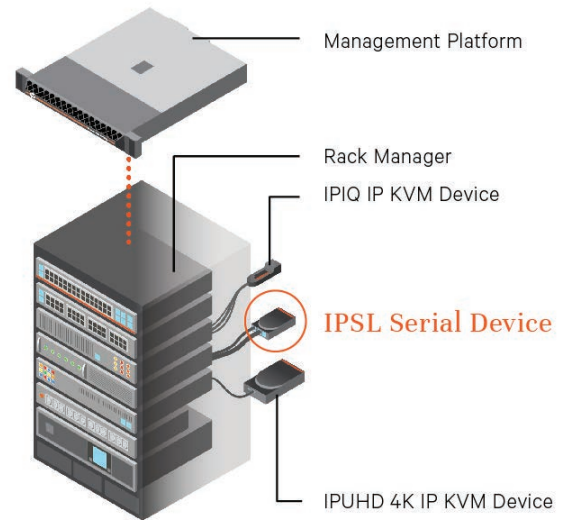 Management Platform
Rack Manager
IPIQ IP KVM Device
IPSL Serial Device
IPUHD 4K IP KVM Device